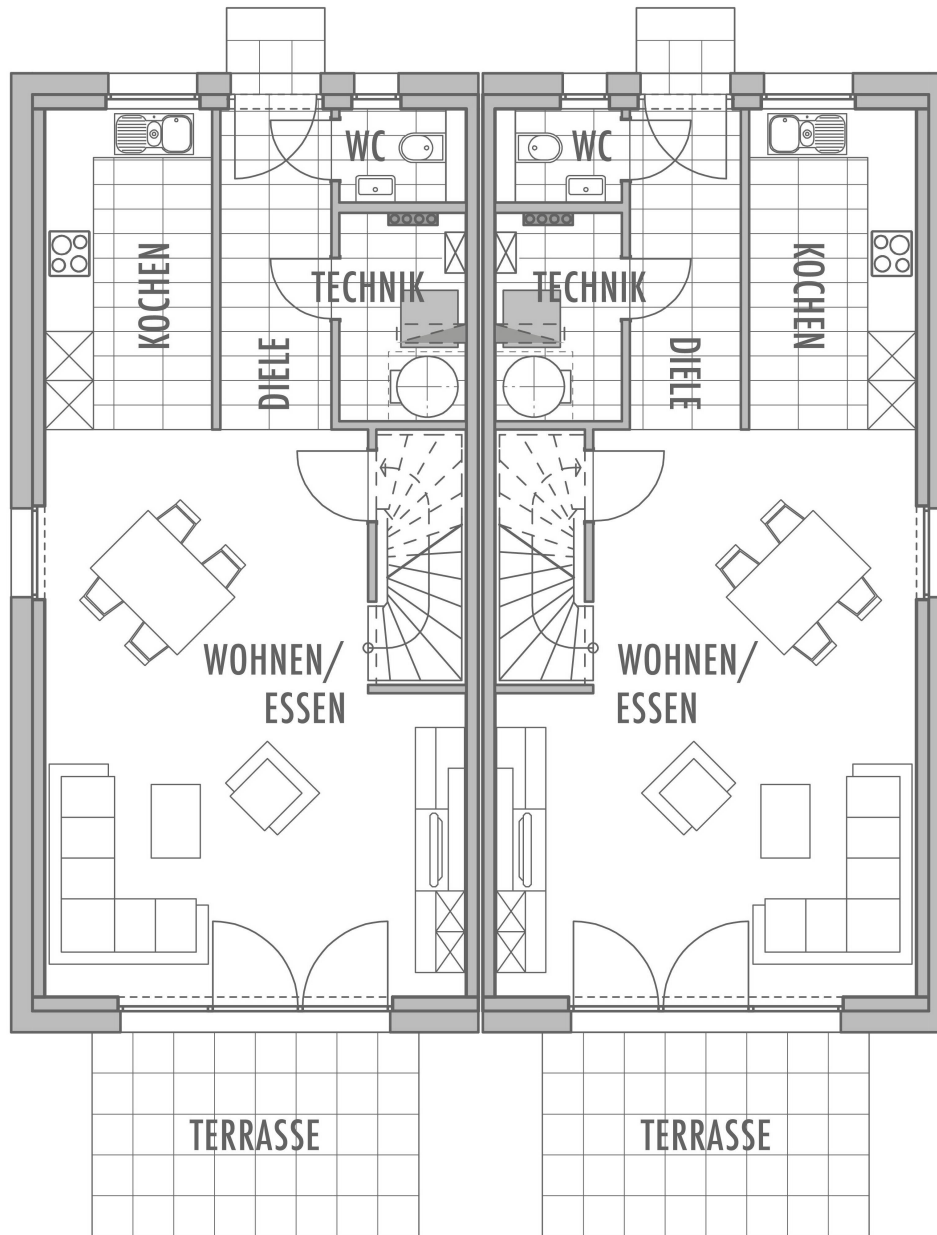 WC
TECHNIK
KOCHEN
DIELE
WOHNEN/
ESSEN
TERRASSE
WC
TECHNIK
DIELE
KOCHEN
WOHNEN/
ESSEN
TERRASSE